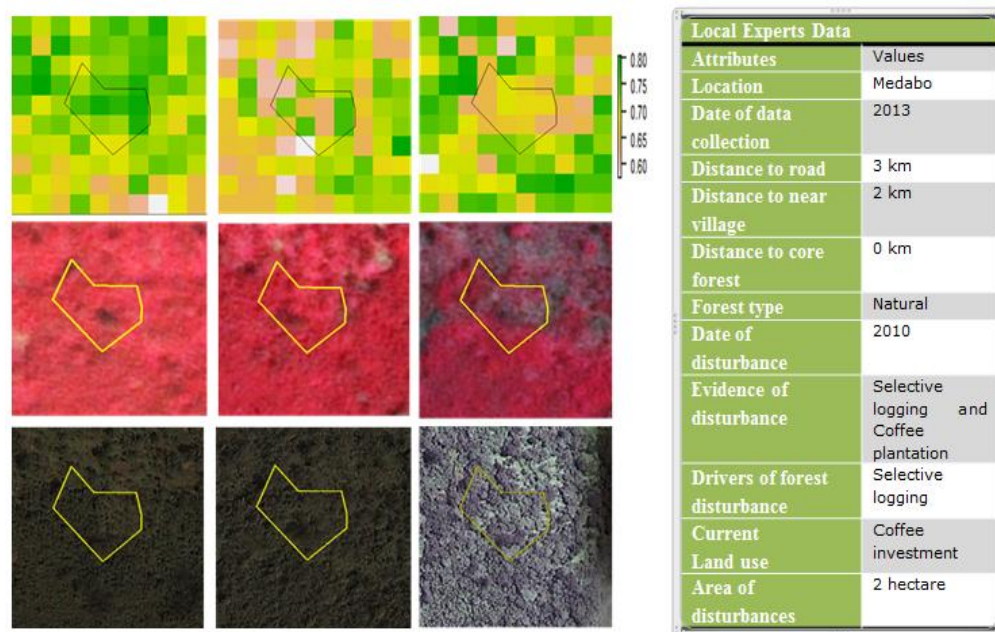 0.80
0.75
0.70
0.65
0.60
Local Experts Data
Attributes Values
Location Medabo
Date of data 2013
collection
Distance to road 3 km
Distance to near 2 km
village
Distance to core 0 km
forest
Forest type Natural
Date of 2010
disturbance
Evidence of Selective
disturbance logging and
Coffee
plantation
Drivers of forest Selective
disturbance logging
Current Coffee
Land use investment
Area of 2 hectare
disturbances